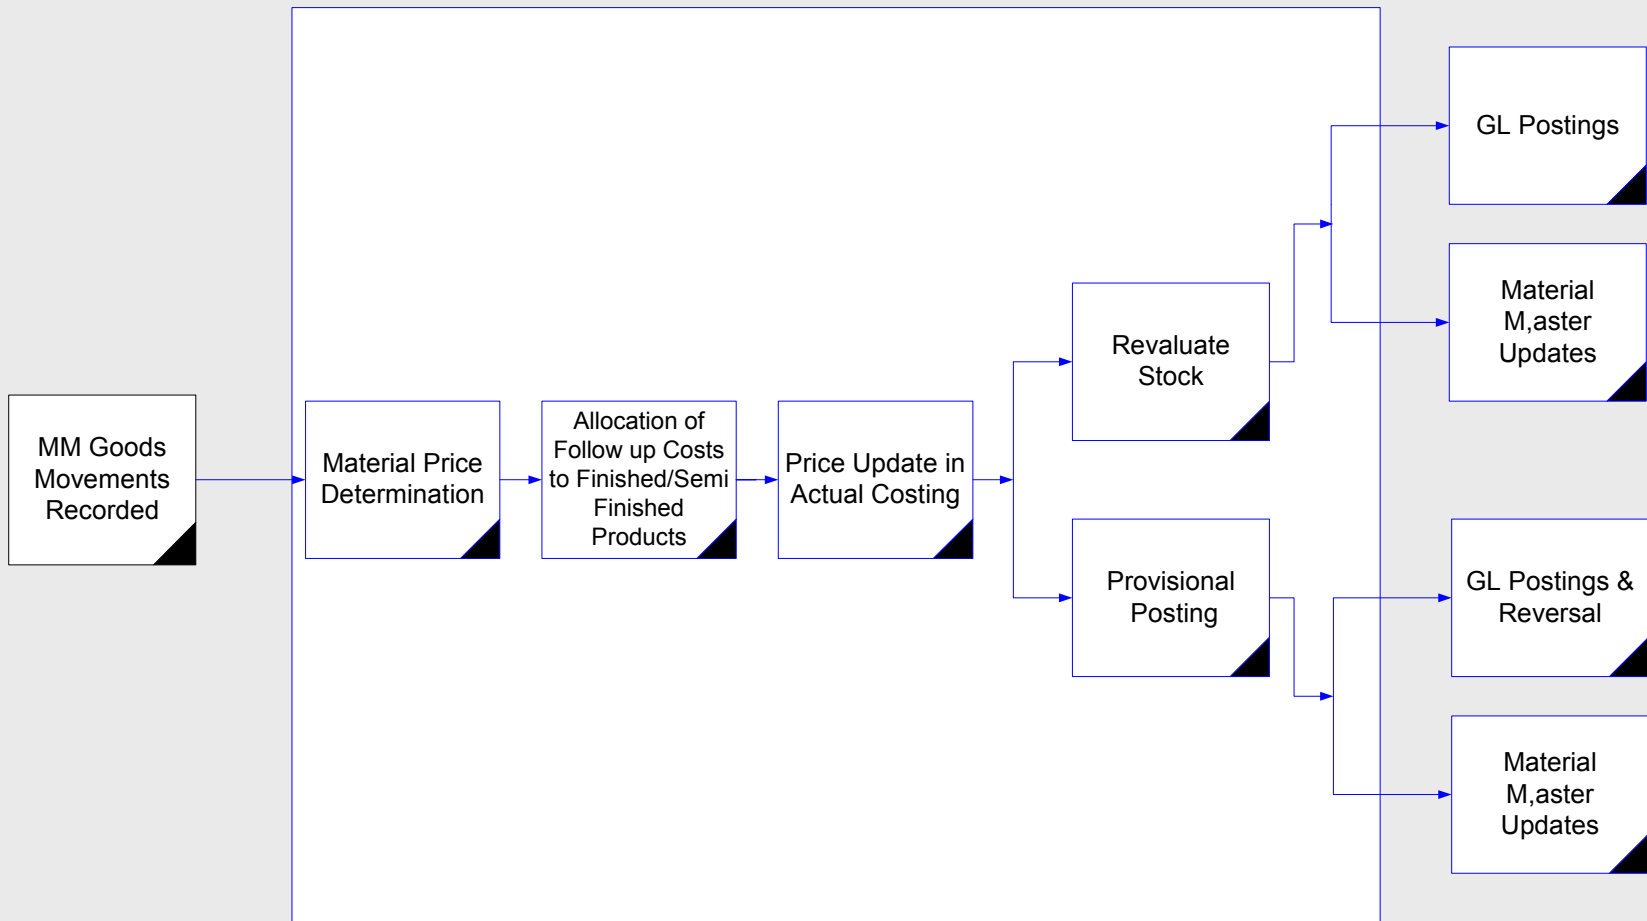 MM Goods
Movements
Recorded
Material Price
Determination
Allocation of
Follow up Costs
to Finished/Semi
Finished
Products
Price Update in
Actual Costing
Revaluate
Stock
Provisional
Posting
GL Postings
Material
M,aster
Updates
GL Postings &
Reversal
Material
M,aster
Updates